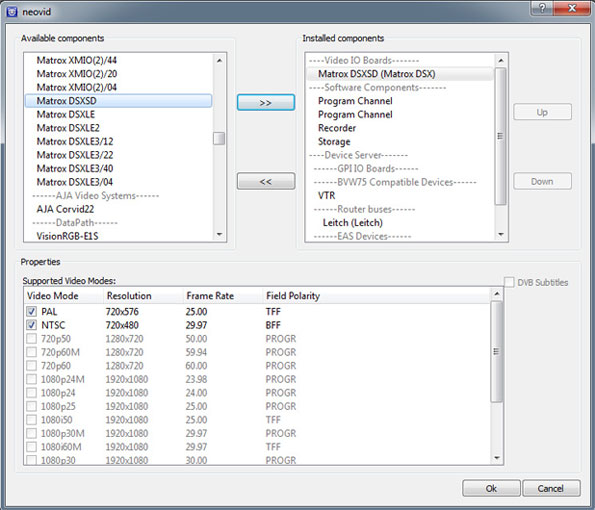 neovid
Available components
Matrox XMIO(2)/44
Matrox XMIO(2)/20
Matrox XMIO(2)/04
Matrox DSXSD
Matrox DSXLE
Matrox DSXLE2
Matrox DSXLE3/12
Matrox DSXLE3/22
Matrox DSXLE3/40
Matrox DSXLE3/04
------AJA Video Systems------
AJA Corvid22
------DataPath------
VisionRGB-E1S
>>
<<
Installed components
----Video IO Boards-------
Matrox DSXSD (Matrox DSX)
----Software Components-------
Program Channel
Program Channel
Recorder
Storage
----Device Server-------
------GPI IO Boards------
------BVW75 Compatible Devices------
VTR
------Router buses------
Leitch (Leitch)
------EAS Devices------
Up
Down
Properties
Supported Video Modes:
DVB Subtitles
Video Mode Resolution Frame Rate Field Polarity
PAL 720x576 25.00 TFF
NTSC 720x480 29.97 BFF
720p50 1280x720 50.00 PROGR
720p60M 1280x720 59.94 PROGR
720p60 1280x720 60.00 PROGR
1080p24M 1920x1080 23.98 PROGR
1080p24 1920x1080 24.00 PROGR
1080p25 1920x1080 25.00 PROGR
1080i50 1920x1080 25.00 TFF
1080p30M 1920x1080 29.97 PROGR
1080i60M 1920x1080 29.97 TFF
1080p30 1920x1080 30.00 PROGR
Ok
Cancel